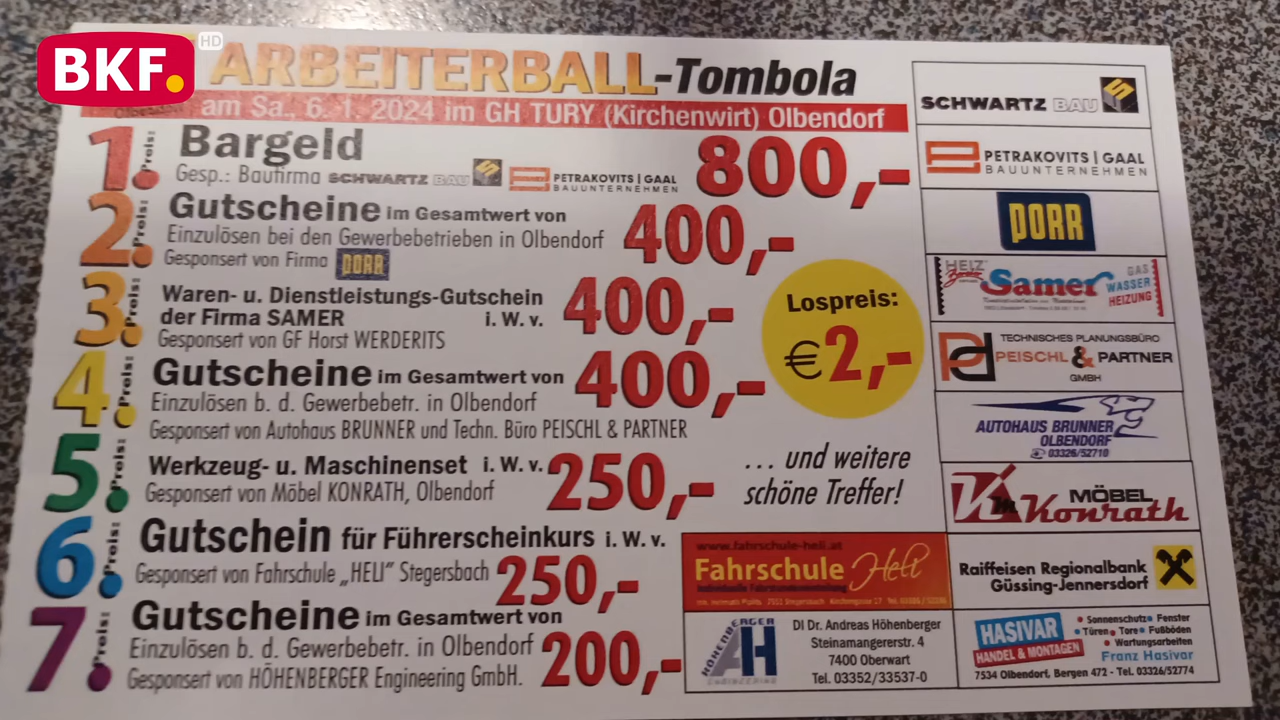 BKF. HD
ARBEITERBALL-Tombola
am Sa., 6. 1. 2024 im GH TURY (Kirchenwirt) Olbendorf
1. Preis:
Bargeld
Gesp.: Baufirma SCHWARTZ BAU PETRAKOVITS | GAAL
BAUUNTERNEHMEN
800,-
2. Preis:
Gutscheine im Gesamtwert von
Einzulösen bei den Gewerbebetrieben in Olbendorf
Gesponsert von Firma DORR
400,-
3. Preis:
Waren- u. Dienstleistungs-Gutschein
der Firma SAMER i. W. v.
Gesponsert von GF Horst WERDERITS
400,-
4. Preis:
Gutscheine im Gesamtwert von
Einzulösen b. d. Gewerbebetr. in Olbendorf
Gesponsert von Autohaus BRUNNER und Techn. Büro PEISCHL & PARTNER
400,-
5. Preis:
Werkzeug- u. Maschinenset i. W. v.
Gesponsert von Möbel KONRATH, Olbendorf
250,-
6. Preis:
Gutschein für Führerscheinkurs i. W. v.
Gesponsert von Fahrschule „HELI" Stegersbach
250,-
7. Preis:
Gutscheine im Gesamtwert von
Einzulösen b. d. Gewerbebetr. in Olbendorf
Gesponsert von HÖHENBERGER Engineering GmbH.
200,-
Lospreis:
€ 2,-
... und weitere
schöne Treffer!
SCHWARTZ BAU
PETRAKOVITS | GAAL
BAUUNTERNEHMEN
DORR
HEIZ
Samer
GAS
WASSER
HEIZUNG
pd
TECHNISCHES PLANUNGSBÜRO
PEISCHL & PARTNER
GMBH
AUTOHAUS BRUNNER
OLBENDORF
03326/52710
MÖBEL
Konrath
www.fahrschule-heli.at
Fahrschule Heli
Raiffeisen Regionalbank
Güssing-Jennersdorf
HÖHENBERGER
AH
ENGINEERING
DI Dr. Andreas Höhenberger
Steinamangererstr. 4
7400 Oberwart
Tel. 03352/33537-0
HASIVAR
HANDEL & MONTAGEN
• Sonnenschutz • Fenster
• Türen • Tore • Fußböden
• Wartungsarbeiten
Franz Hasivar
7534 Olbendorf, Bergen 472 - Tel. 03326/52774